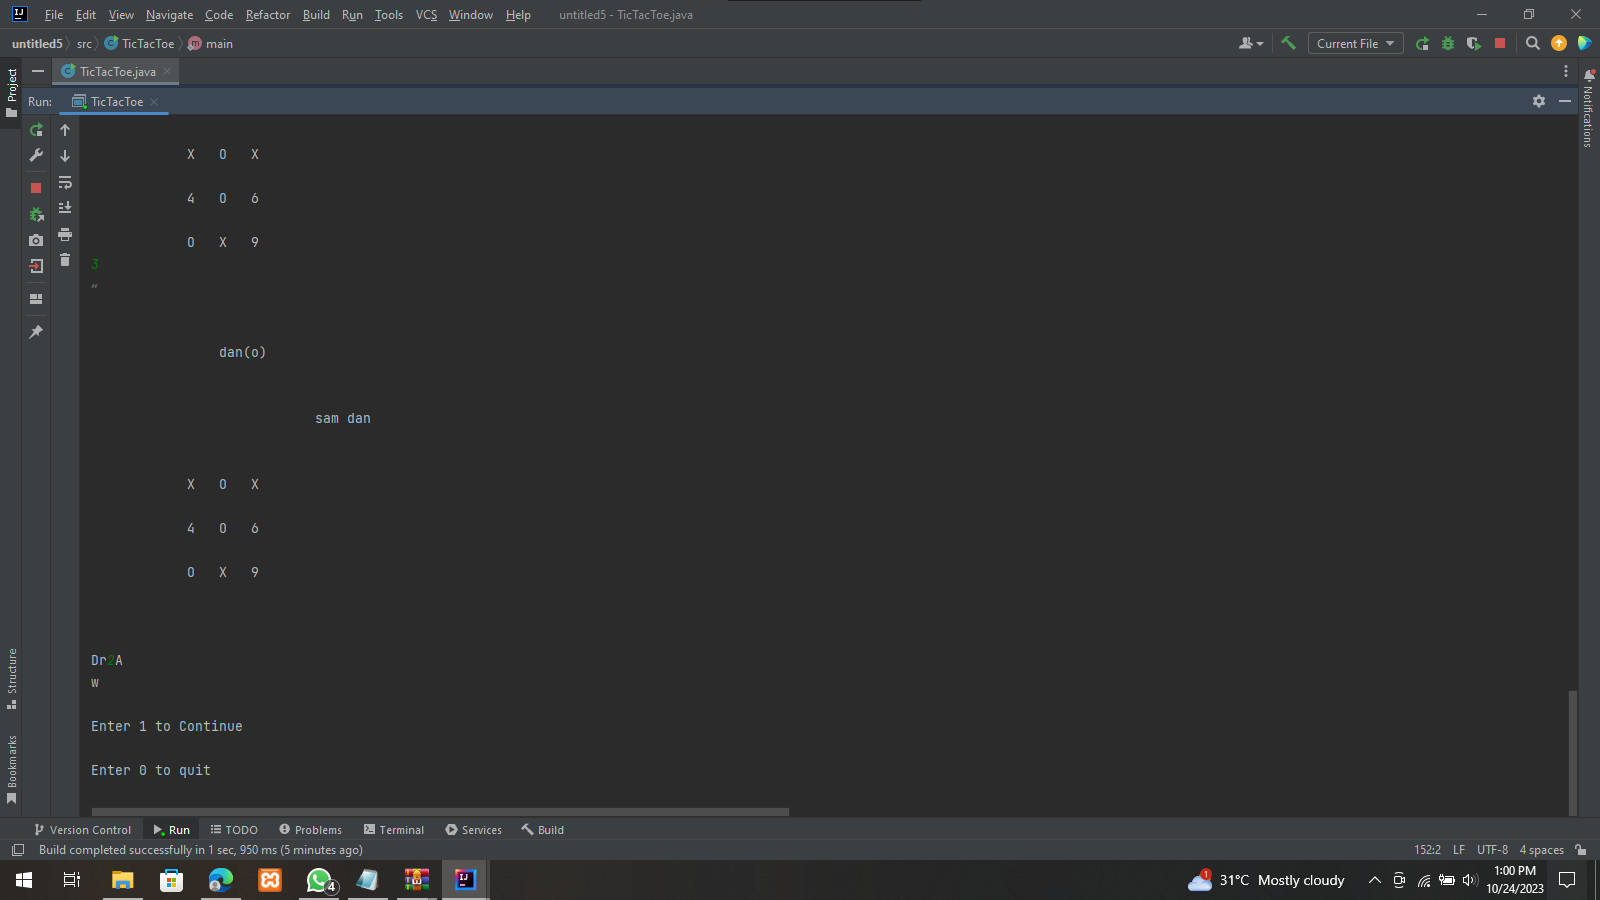 File Edit View Navigate Code Refactor Build Run Tools VCS Window Help untitled5 - TicTacToe.java
untitled5 src TicTacToe main Current File
TicTacToe.java
Run: TicTacToe
Project
Notifications
X O X
4 O 6
O X 9
3
"
dan(o)
sam dan
X O X
4 O 6
O X 9
Dr2A
W
Enter 1 to Continue
Enter 0 to quit
Structure
Bookmarks
Version Control Run TODO Problems Terminal Services Build
Build completed successfully in 1 sec, 950 ms (5 minutes ago) 152:2 LF UTF-8 4 spaces
4 1 31°C Mostly cloudy 1:00 PM
10/24/2023